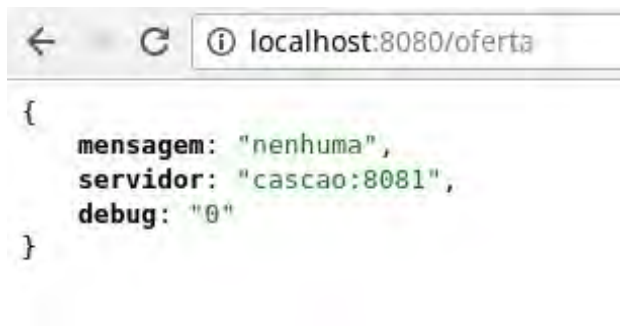 localhost:8080/oferta
{
mensagem: "nenhuma",
servidor: "cascao:8081",
debug: "0"
}